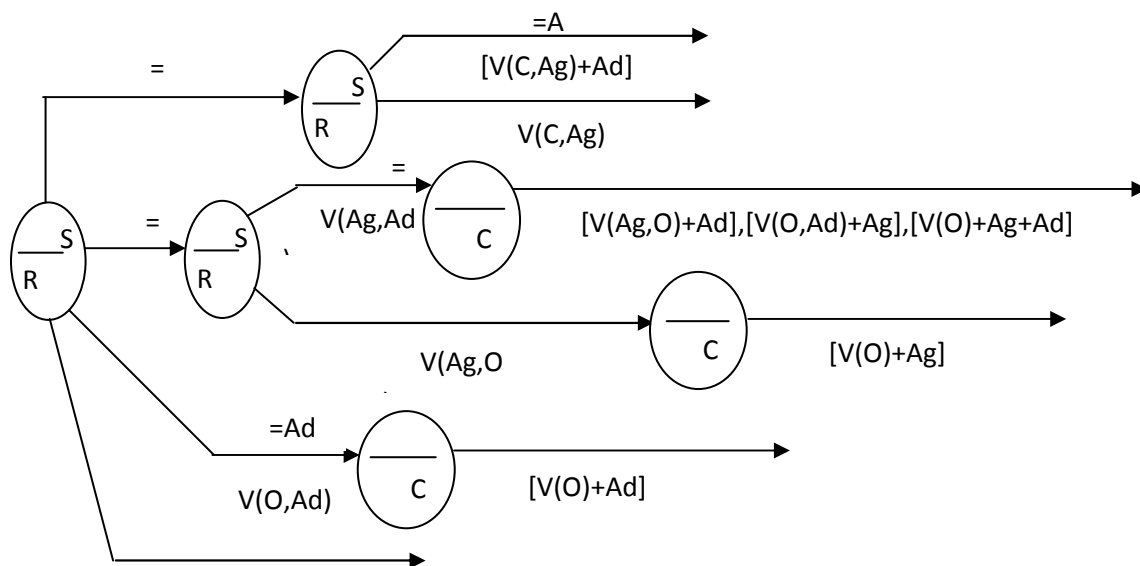 =A
[V(C,Ag)+Ad]
=
S
R
V(C,Ag)
=
V(Ag,Ad
C
[V(Ag,O)+Ad],[V(O,Ad)+Ag],[V(O)+Ag+Ad]
=
S
R
S
R
V(Ag,O
C
[V(O)+Ag]
=Ad
V(O,Ad)
C
[V(O)+Ad]